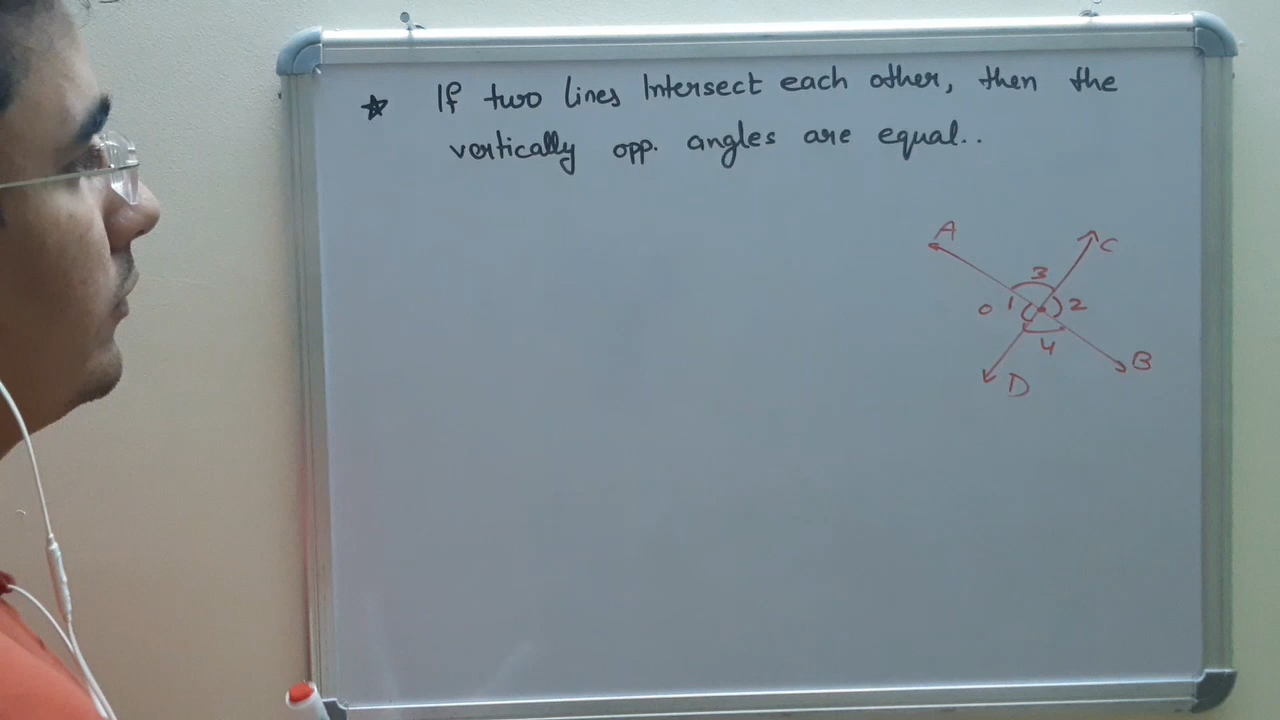 ☆ If two lines Intersect each other, then the
vertically opp. angles are equal..
A
C
3
O 1 2
4
B
D